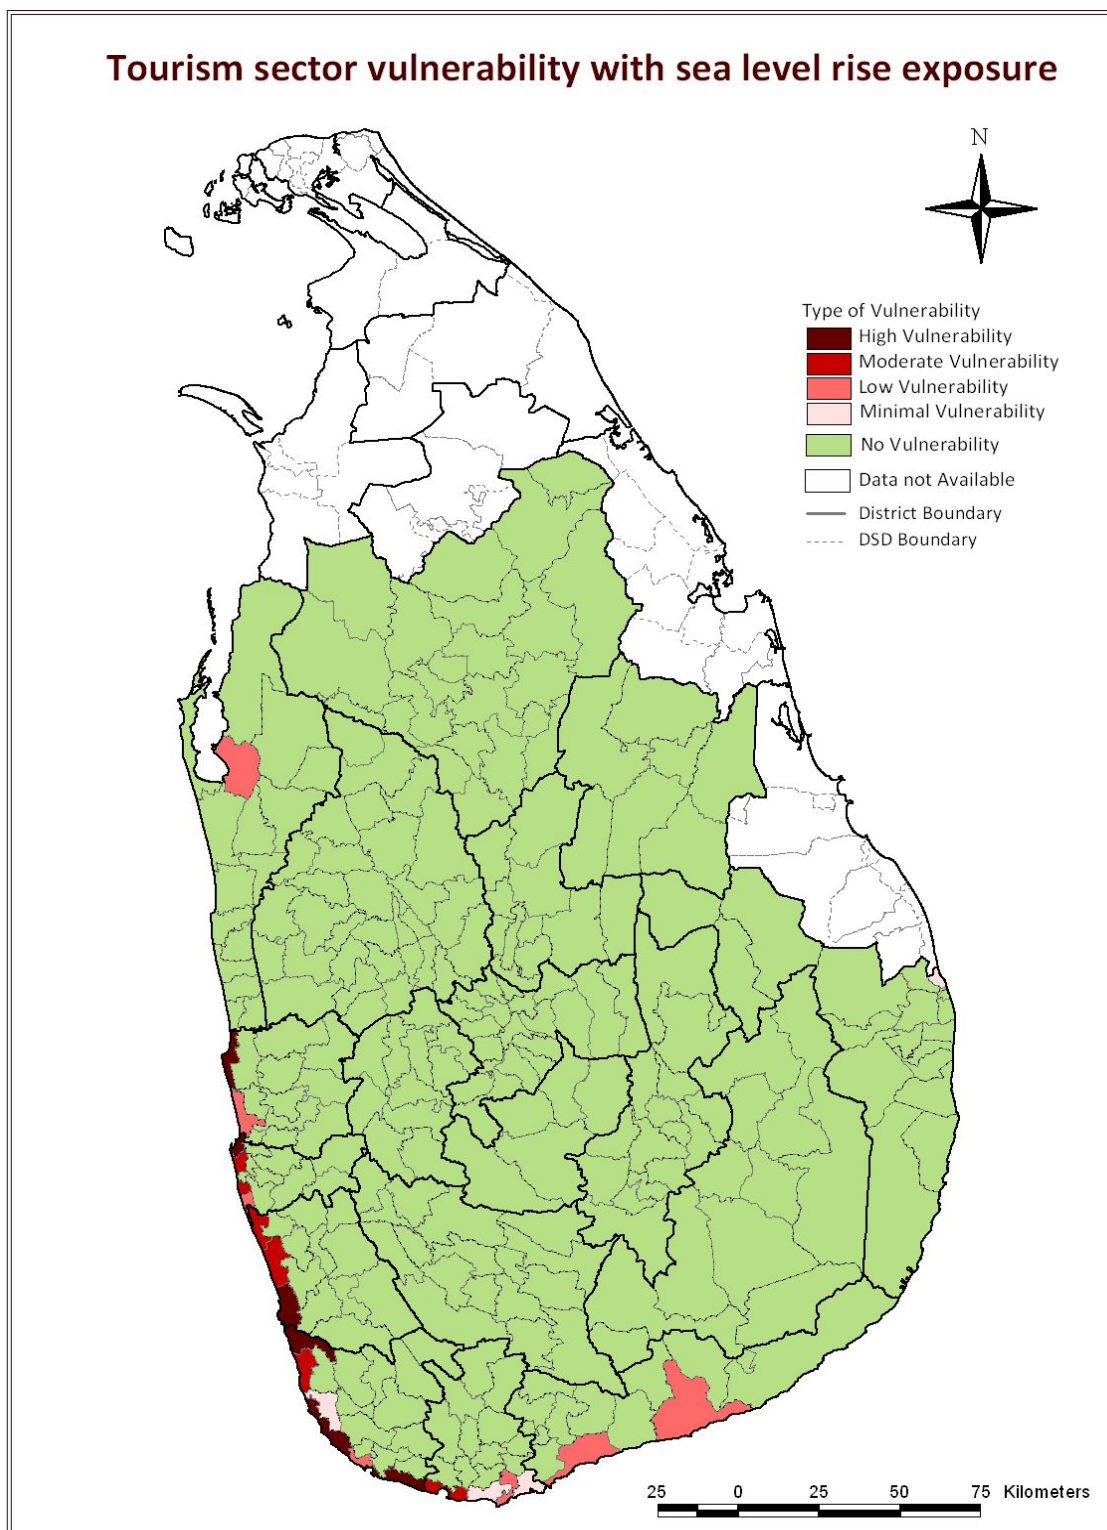 Tourism sector vulnerability with sea level rise exposure
N
Type of Vulnerability
High Vulnerability
Moderate Vulnerability
Low Vulnerability
Minimal Vulnerability
No Vulnerability
Data not Available
District Boundary
DSD Boundary
25 0 25 50 75 Kilometers